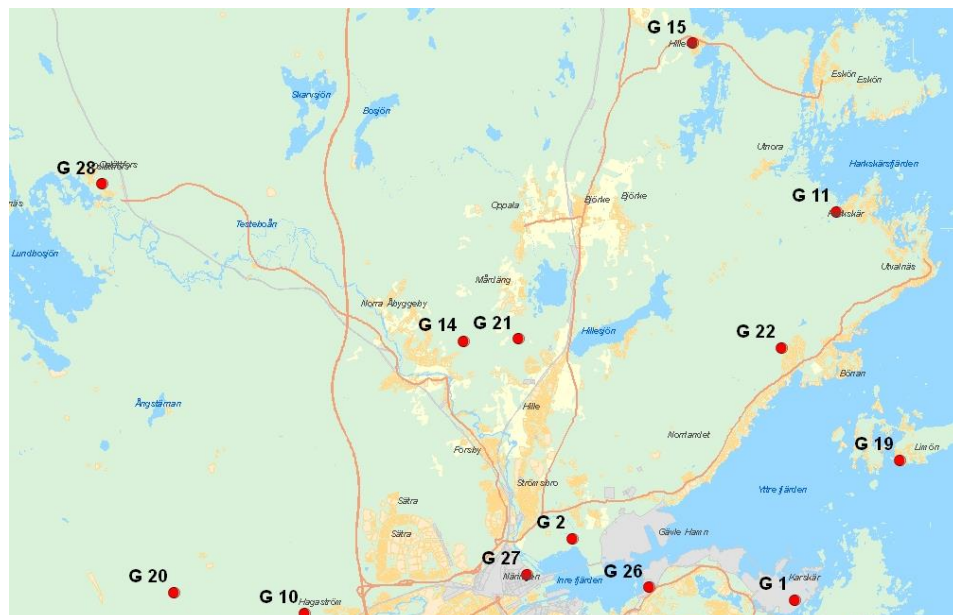 G 15
Hille
Eskön
Eskön
Skarvsjön
Bosjön
Utnora
Harkskärsfjärden
G 28
Björke
Björke
G 11
Oppala
Testeboån
Lundbosjön
Utvalnäs
Mårdäng
Norra Åbyggeby
G 14
G 21
Hillesjön
G 22
Bönan
Ångstäman
Hille
Norrlandet
G 19
Limön
Forsby
Strömsbro
Yttre fjärden
Sätra
Sätra
G 2
Gävle Hamn
G 27
Inre fjärden
G 26
G 20
G 10
Hagaström
G 1
Karskär